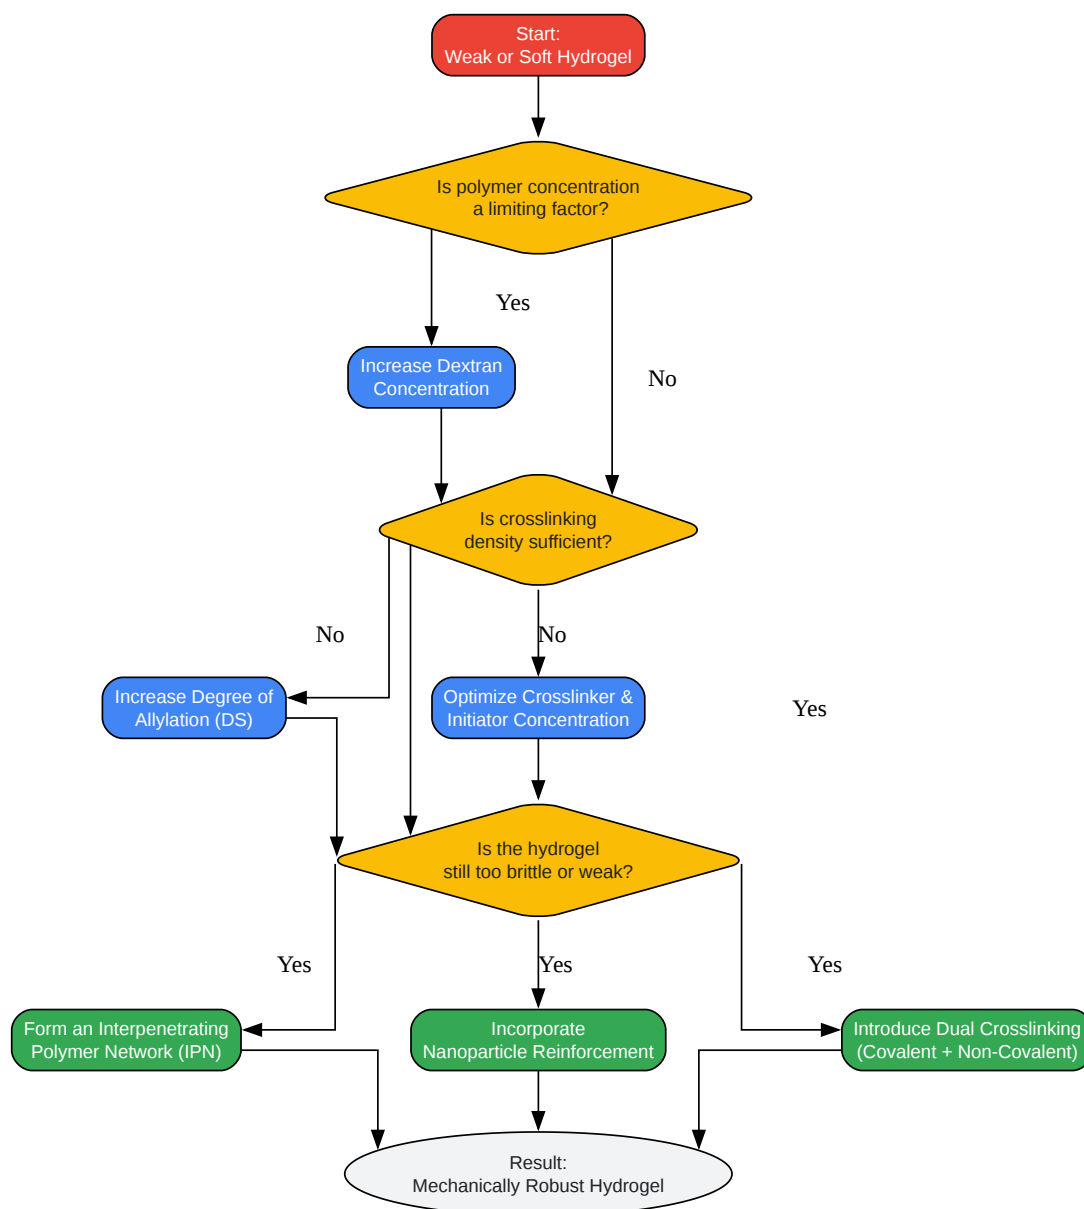 Start:
Weak or Soft Hydrogel
Is polymer concentration
a limiting factor?
Yes
Increase Dextran
Concentration
No
Is crosslinking
density sufficient?
No
No
Increase Degree of
Allylation (DS)
Optimize Crosslinker &
Initiator Concentration
Yes
Is the hydrogel
still too brittle or weak?
Yes
Yes
Yes
Form an Interpenetrating
Polymer Network (IPN)
Incorporate
Nanoparticle Reinforcement
Introduce Dual Crosslinking
(Covalent + Non-Covalent)
Result:
Mechanically Robust Hydrogel